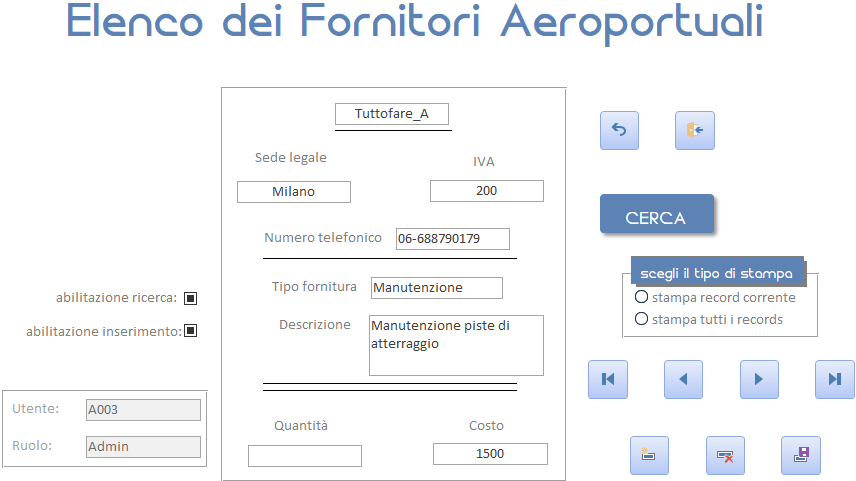 Elenco dei Fornitori Aeroportuali
Tuttofare_A
Sede legale
IVA
Milano
200
CERCA
Numero telefonico 06-688790179
scegli il tipo di stampa
Tipo fornitura Manutenzione
stampa record corrente
stampa tutti i records
abilitazione ricerca:
abilitazione inserimento:
Descrizione
Manutenzione piste di
atterraggio
Utente: A003
Ruolo: Admin
Quantità
Costo
1500